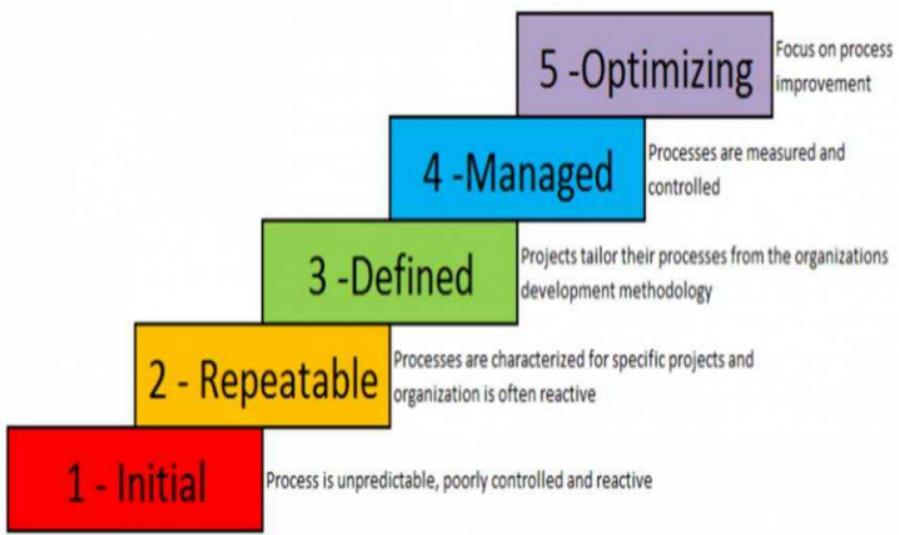 5 -Optimizing
Focus on process
improvement
4 -Managed
Processes are measured and
controlled
3 -Defined
Projects tailor their processes from the organizations
development methodology
2 - Repeatable
Processes are characterized for specific projects and
organization is often reactive
1 - Initial
Process is unpredictable, poorly controlled and reactive